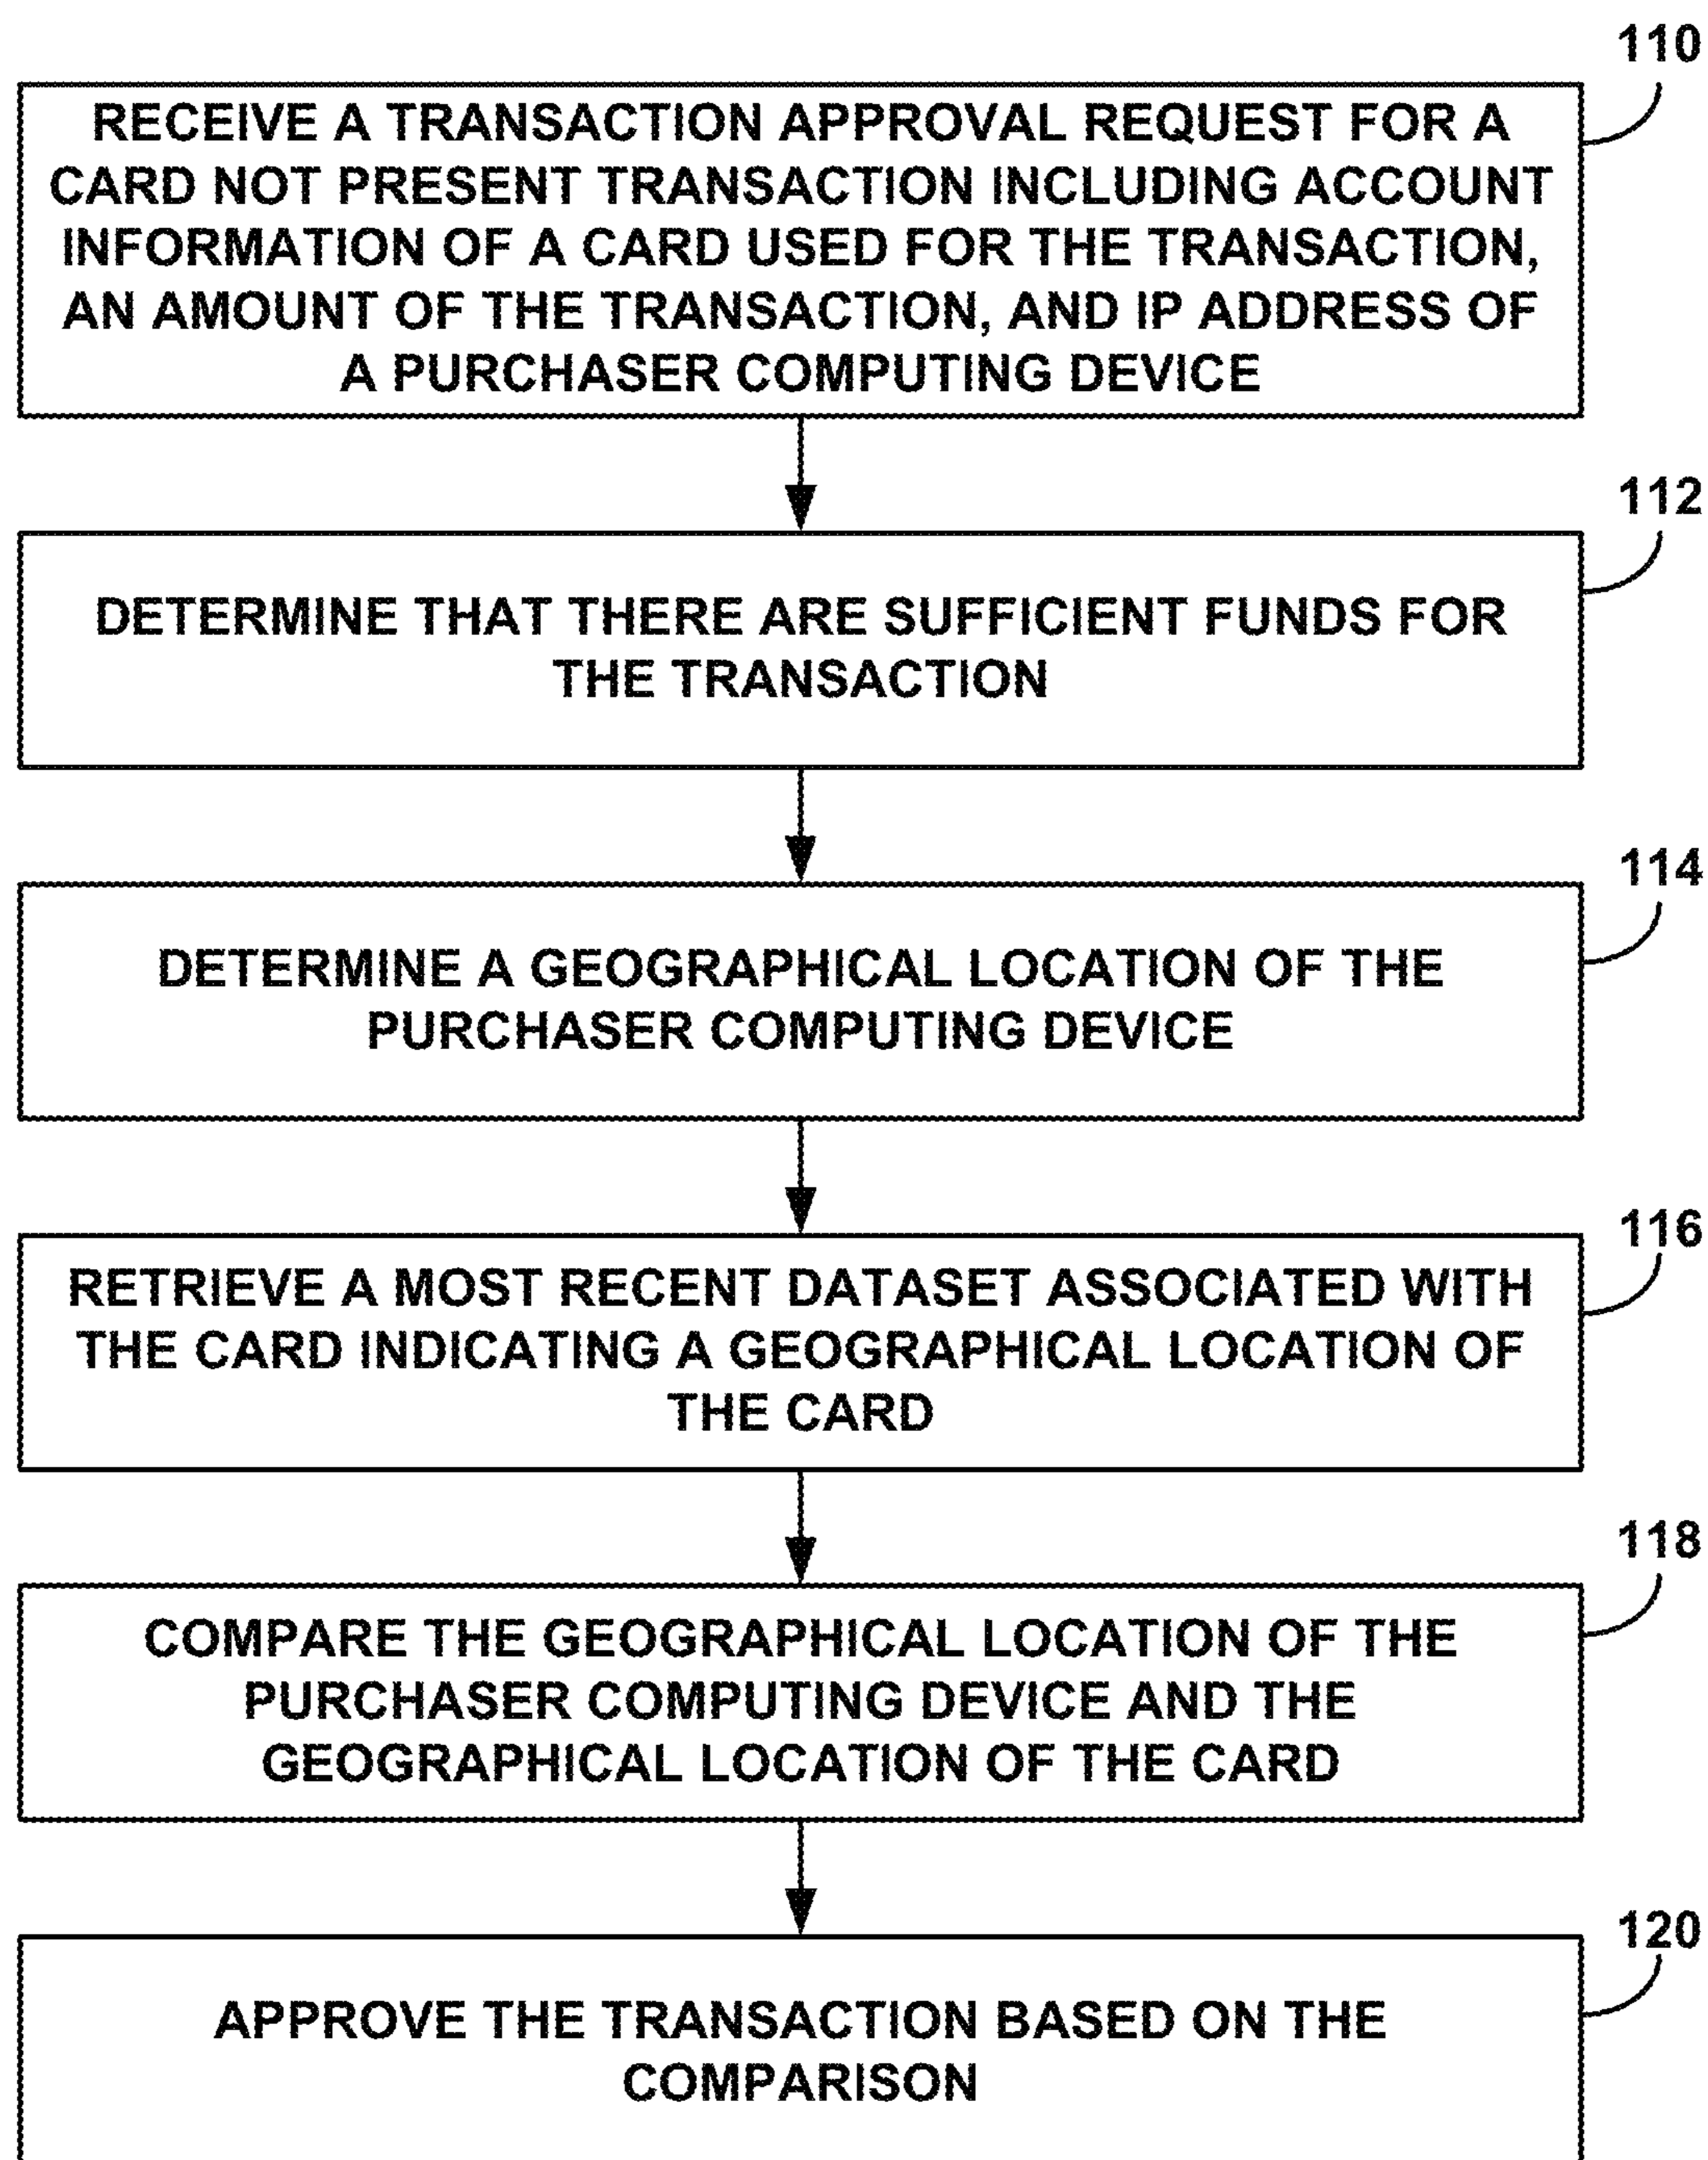 110
RECEIVE A TRANSACTION APPROVAL REQUEST FOR A
CARD NOT PRESENT TRANSACTION INCLUDING ACCOUNT
INFORMATION OF A CARD USED FOR THE TRANSACTION,
AN AMOUNT OF THE TRANSACTION, AND IP ADDRESS OF
A PURCHASER COMPUTING DEVICE
112
DETERMINE THAT THERE ARE SUFFICIENT FUNDS FOR
THE TRANSACTION
114
DETERMINE A GEOGRAPHICAL LOCATION OF THE
PURCHASER COMPUTING DEVICE
116
RETRIEVE A MOST RECENT DATASET ASSOCIATED WITH
THE CARD INDICATING A GEOGRAPHICAL LOCATION OF
THE CARD
118
COMPARE THE GEOGRAPHICAL LOCATION OF THE
PURCHASER COMPUTING DEVICE AND THE
GEOGRAPHICAL LOCATION OF THE CARD
120
APPROVE THE TRANSACTION BASED ON THE
COMPARISON